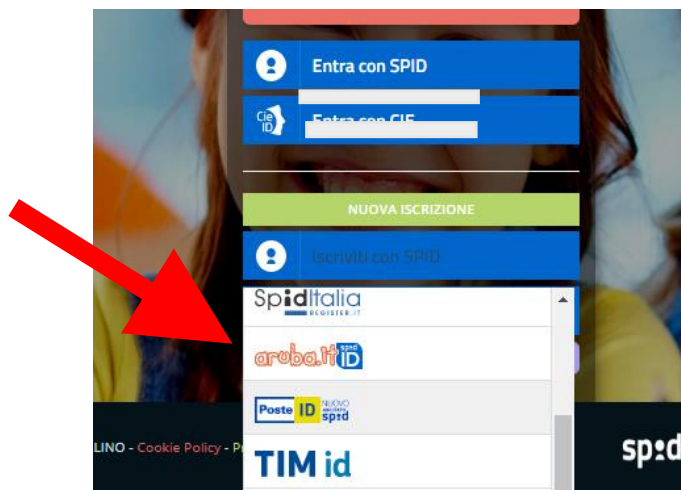 Entra con SPID
Cie
ID
Entra con CIE
NUOVA ISCRIZIONE
Iscriviti con SPID
SpidItalia
REGISTER.IT
aruba.it spid ID
Poste ID NUOVO
spid
TIM id
LINO - Cookie Policy - P
sp:d